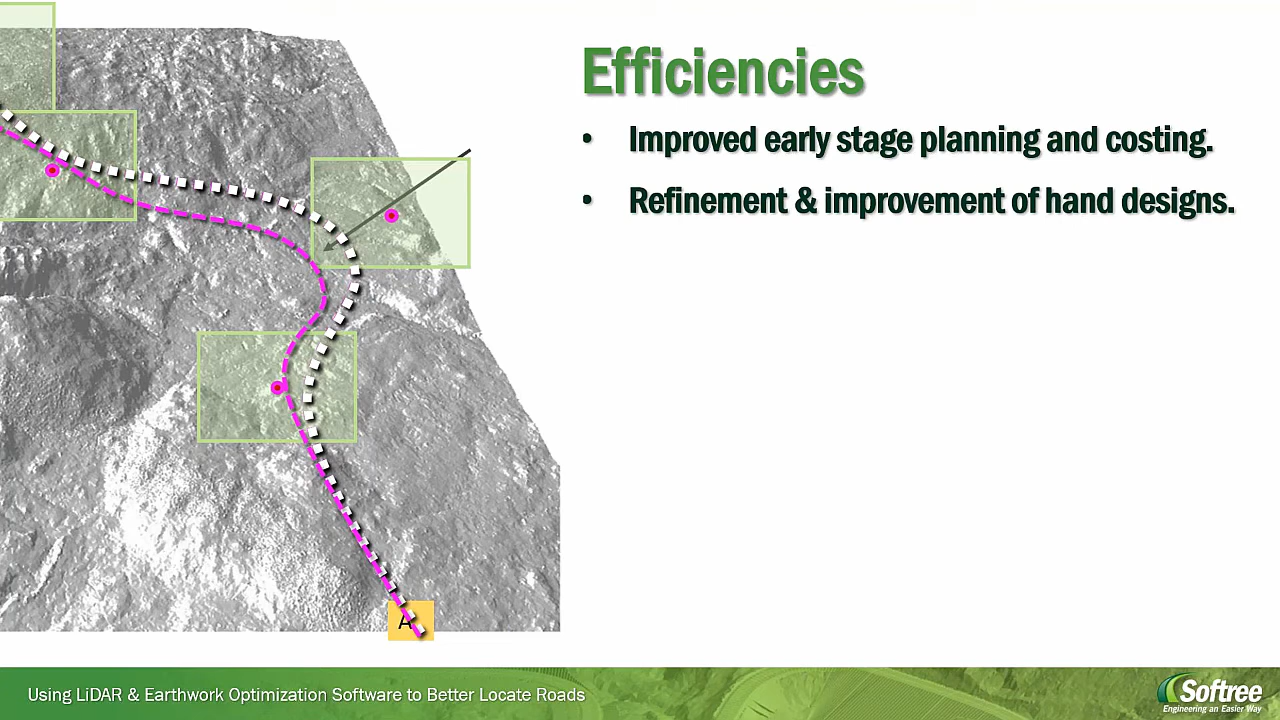 Efficiencies
• Improved early stage planning and costing.
• Refinement & improvement of hand designs.
A
Using LiDAR & Earthwork Optimization Software to Better Locate Roads
Softree
Engineering an Easier Way